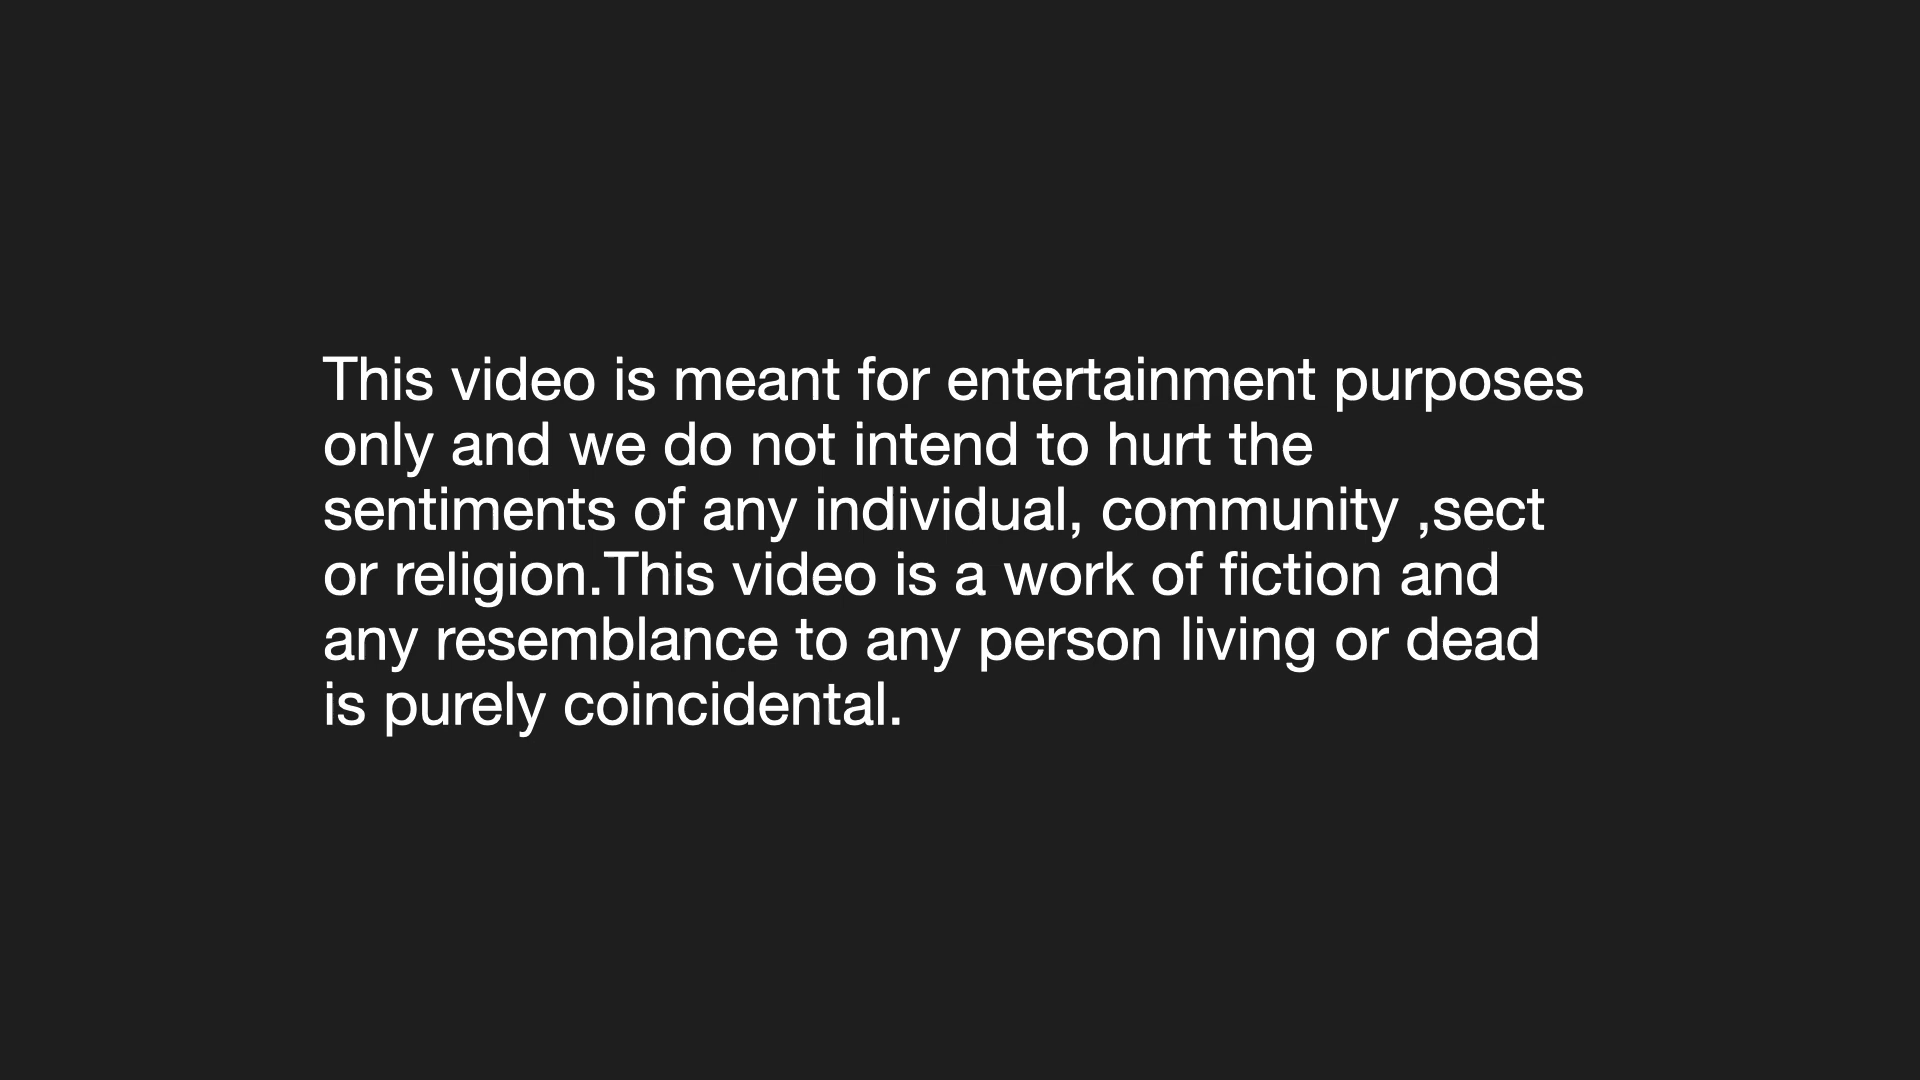 This video is meant for entertainment purposes
only and we do not intend to hurt the
sentiments of any individual, community ,sect
or religion.This video is a work of fiction and
any resemblance to any person living or dead
is purely coincidental.